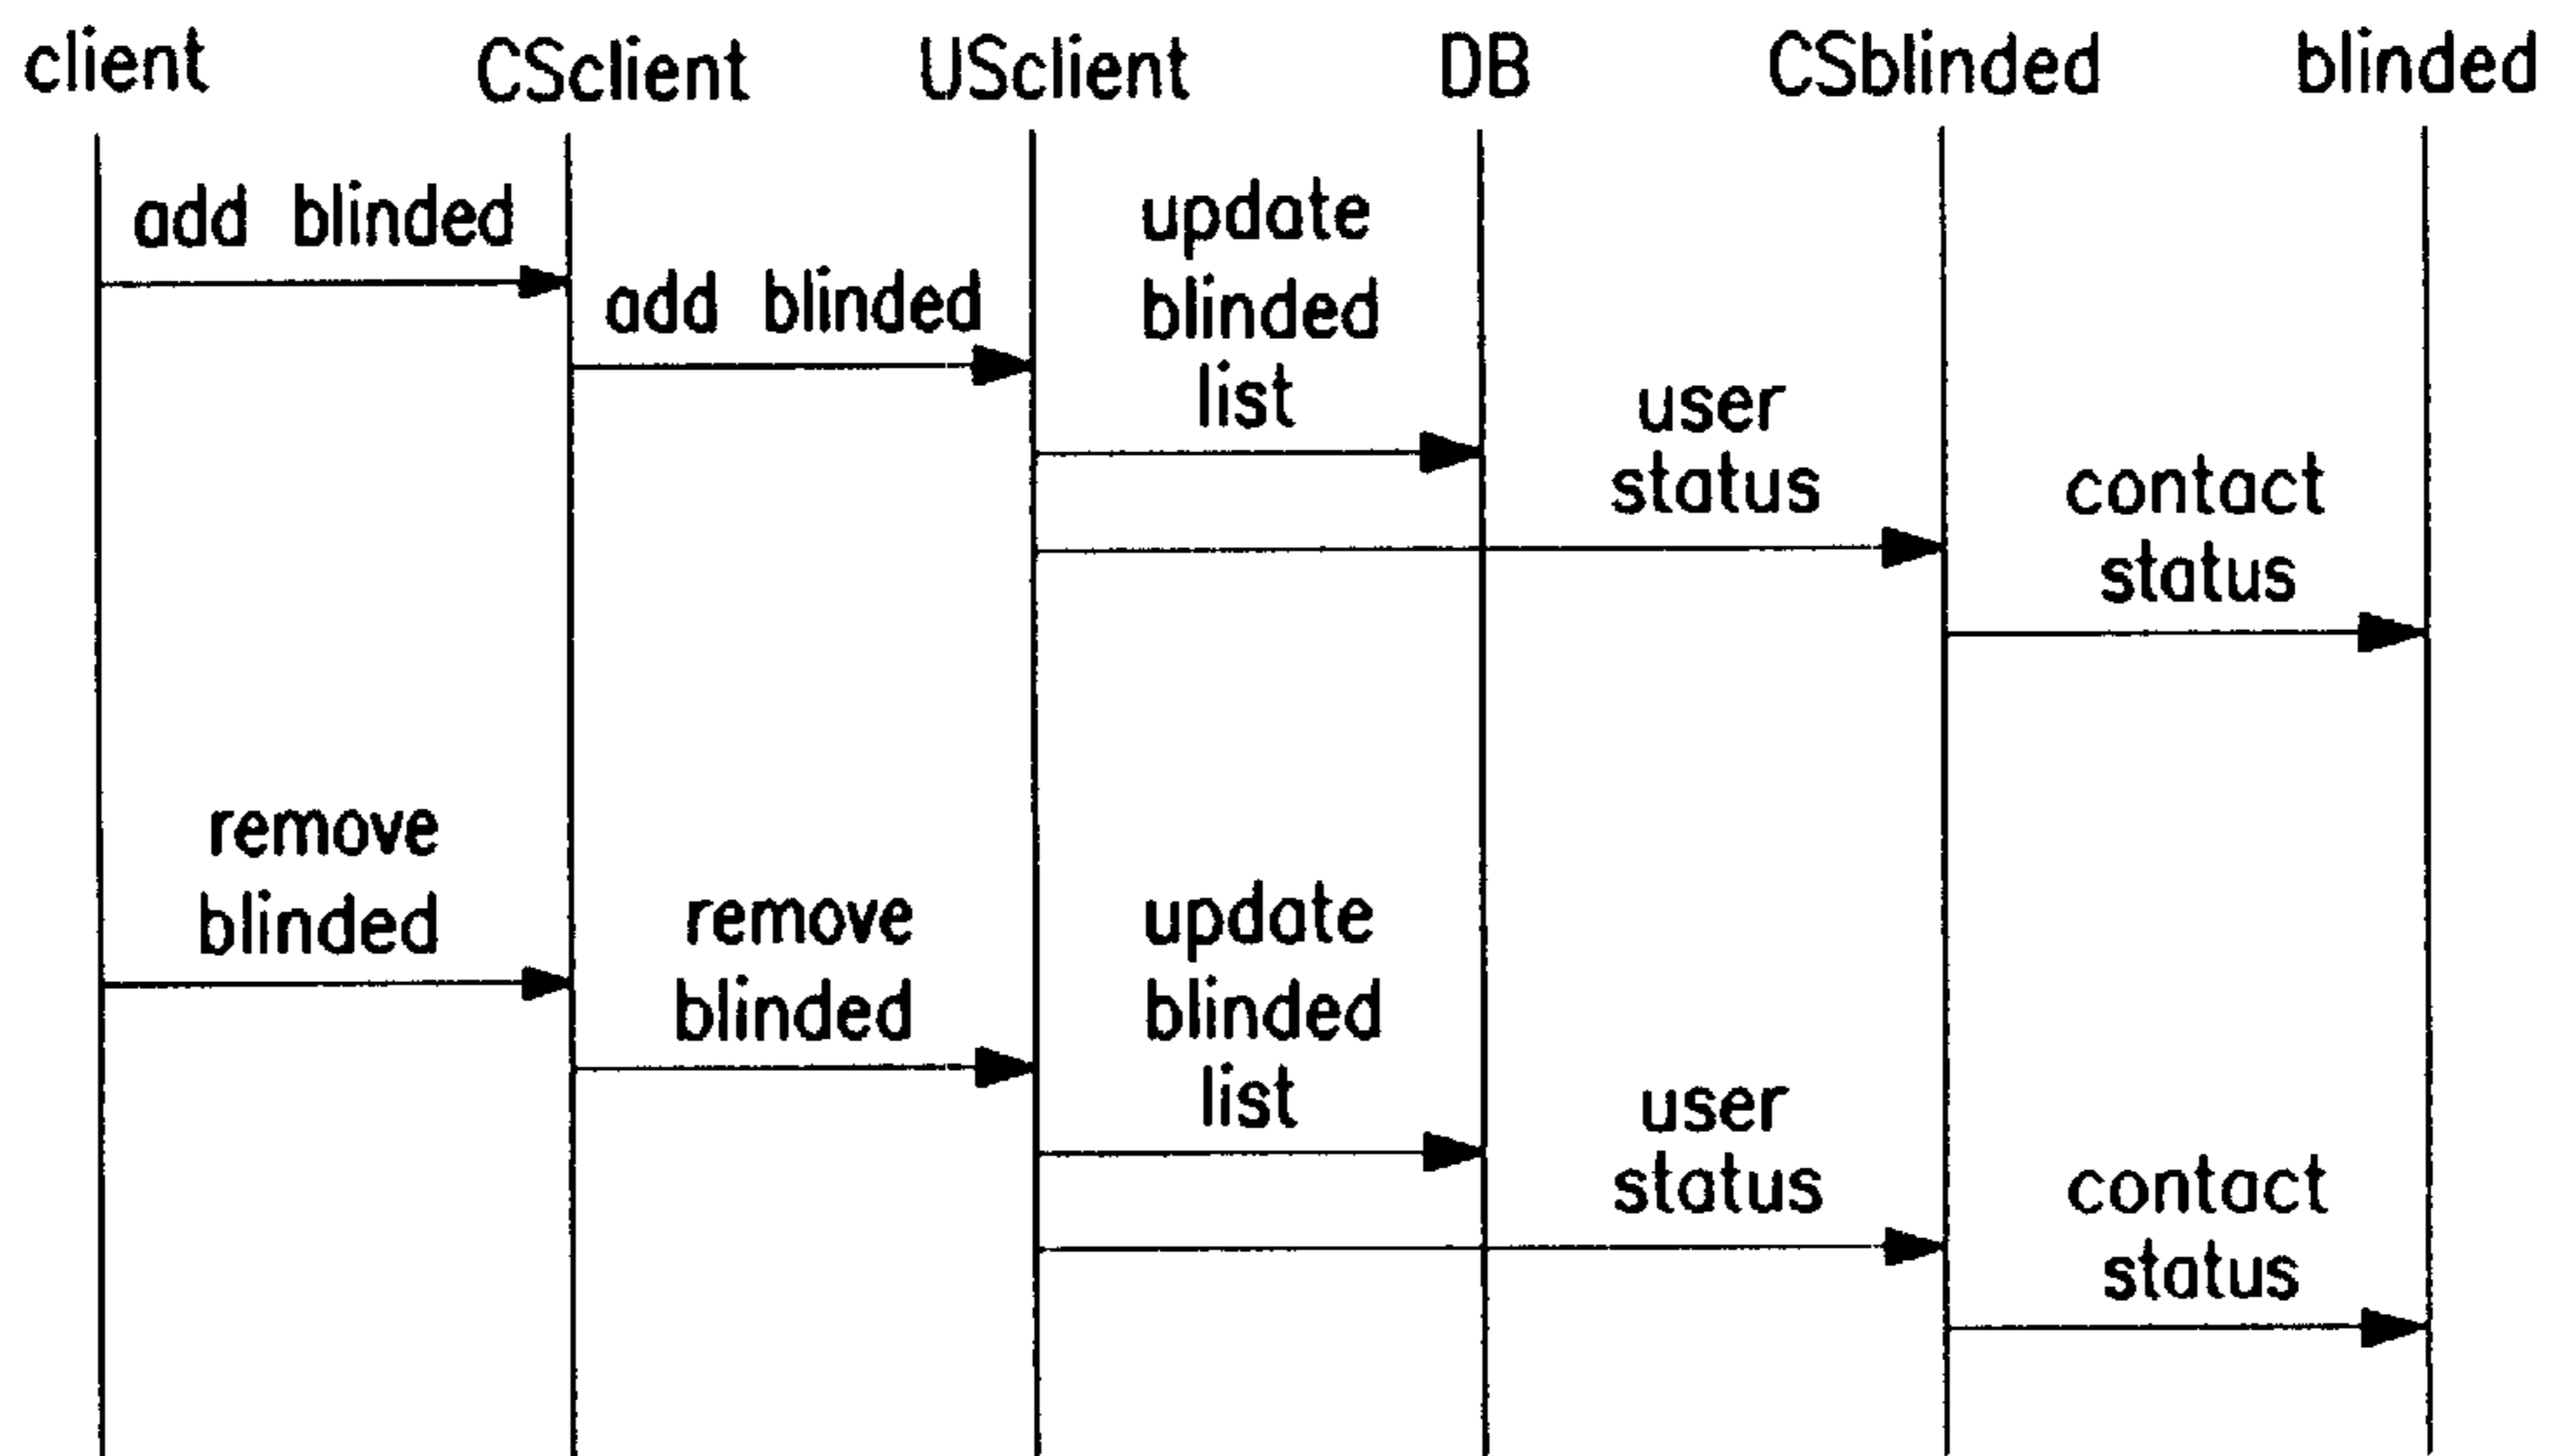 client CSclient USclient DB CSblinded blinded
add blinded
add blinded
update
blinded
list
user
status
contact
status
remove
blinded
remove
blinded
update
blinded
list
user
status
contact
status